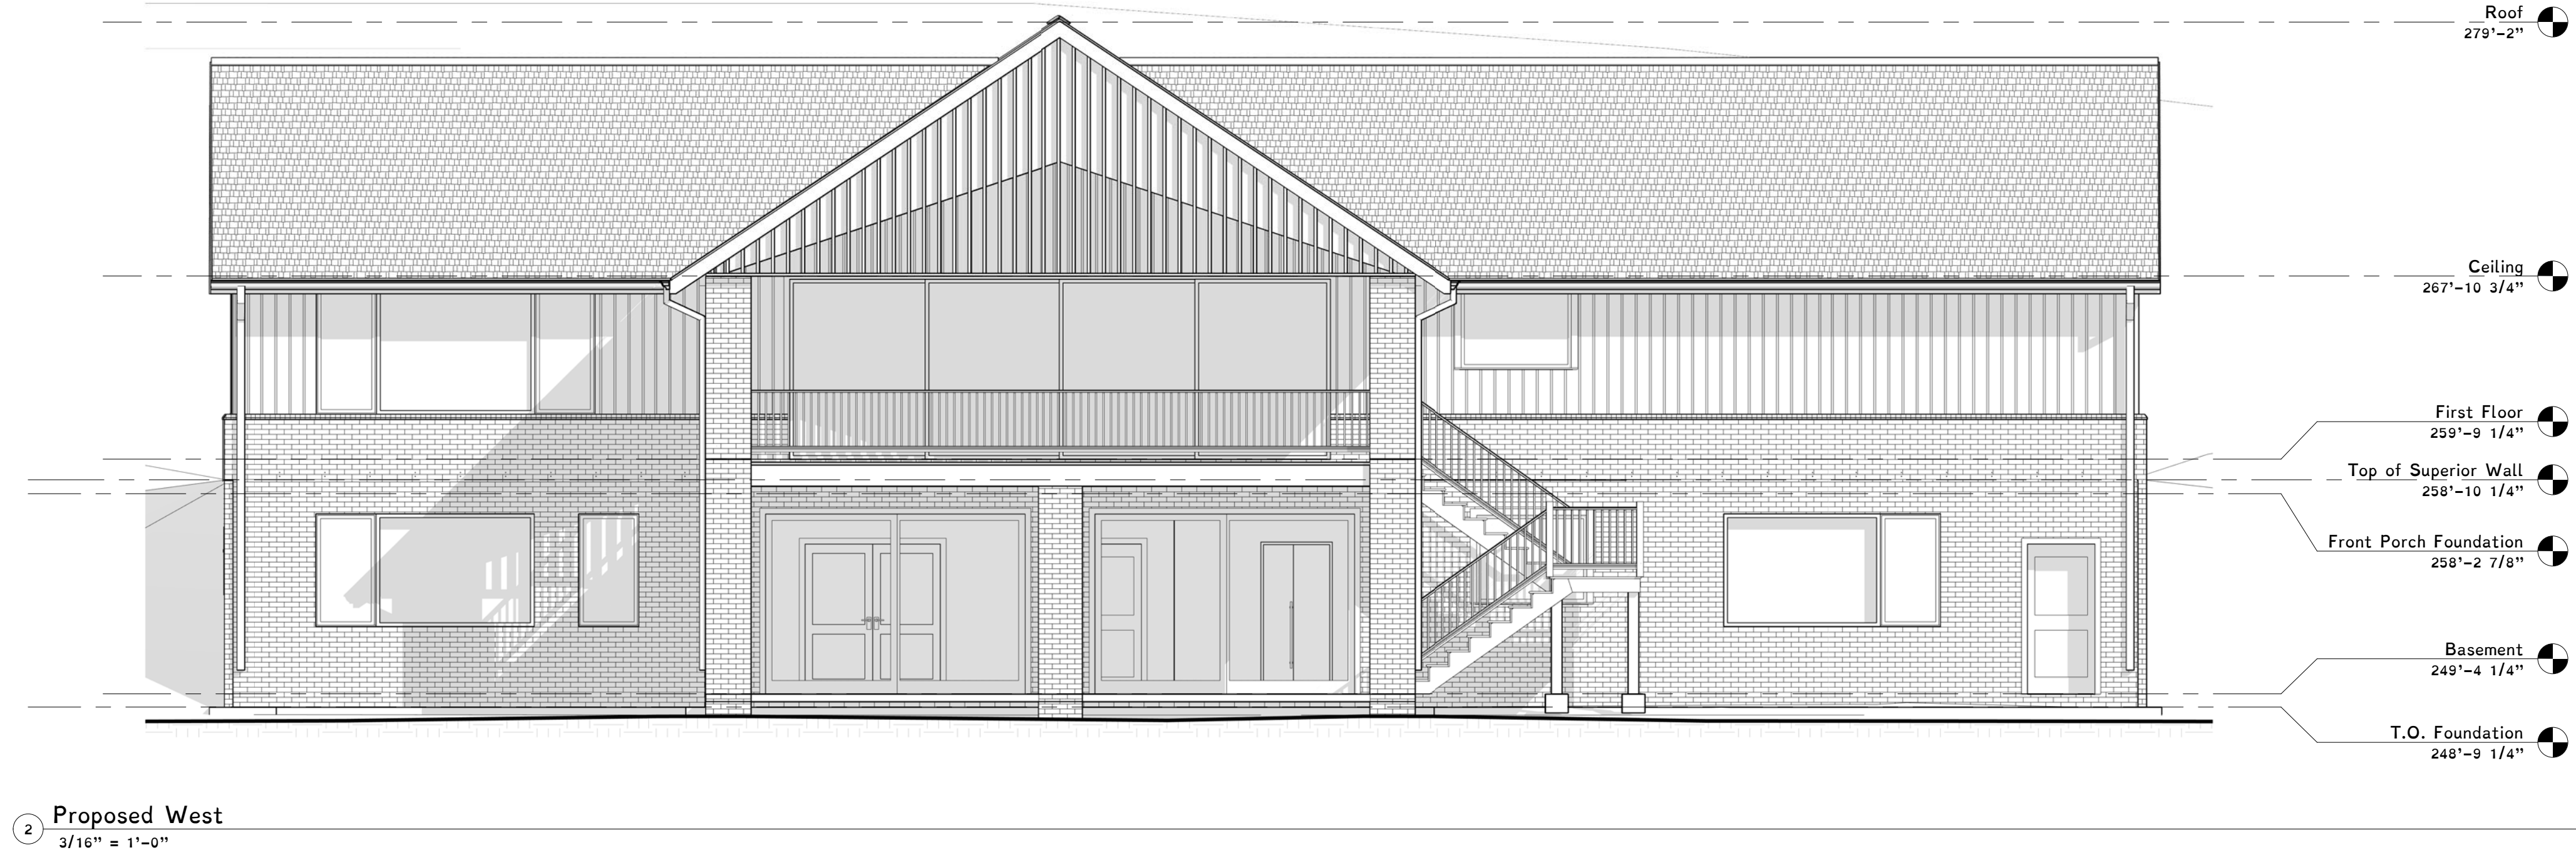 Roof
279'-2"
Ceiling
267'-10 3/4"
First Floor
259'-9 1/4"
Top of Superior Wall
258'-10 1/4"
Front Porch Foundation
258'-2 7/8"
Basement
249'-4 1/4"
T.O. Foundation
248'-9 1/4"
2 Proposed West
3/16" = 1'-0"